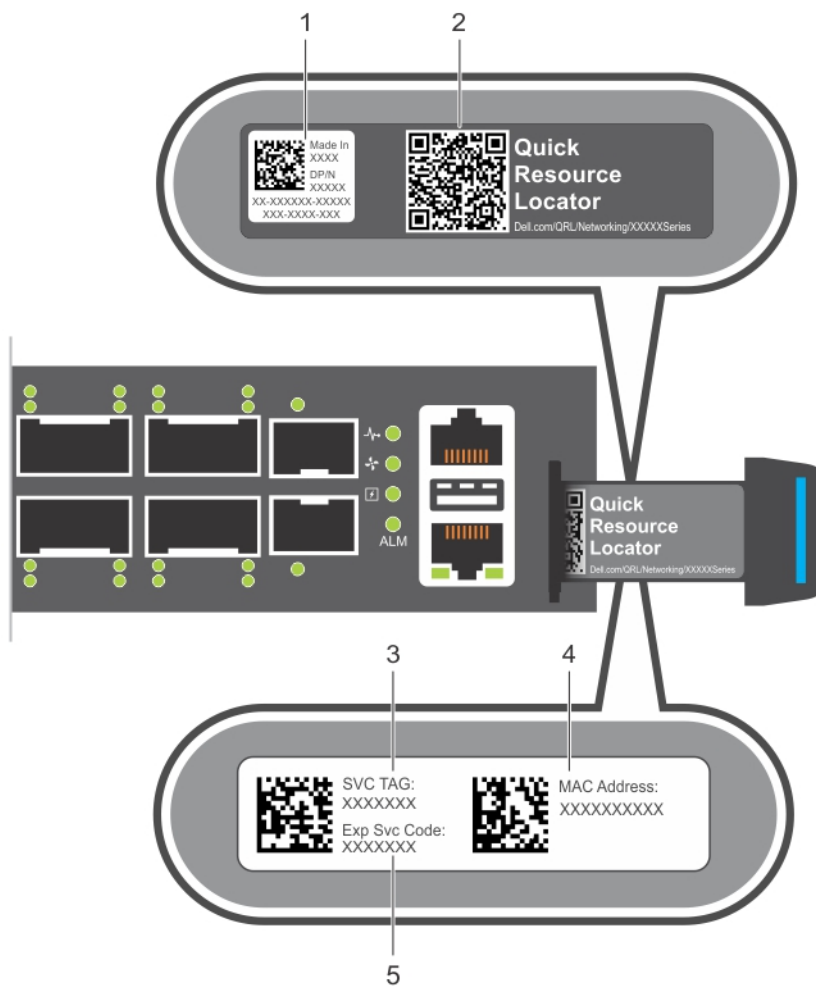 1
2
Made In
XXXX
DP/N
XXXXX
XX-XXXXXX-XXXXX
XXX-XXXX-XXX
Quick
Resource
Locator
Dell.com/QRL/Networking/XXXXXSeries
ALM
Quick
Resource
Locator
Dell.com/QRL/Networking/XXXXXSeries
3
4
SVC TAG:
XXXXXXX
Exp Svc Code:
XXXXXXX
MAC Address:
XXXXXXXXXX
5